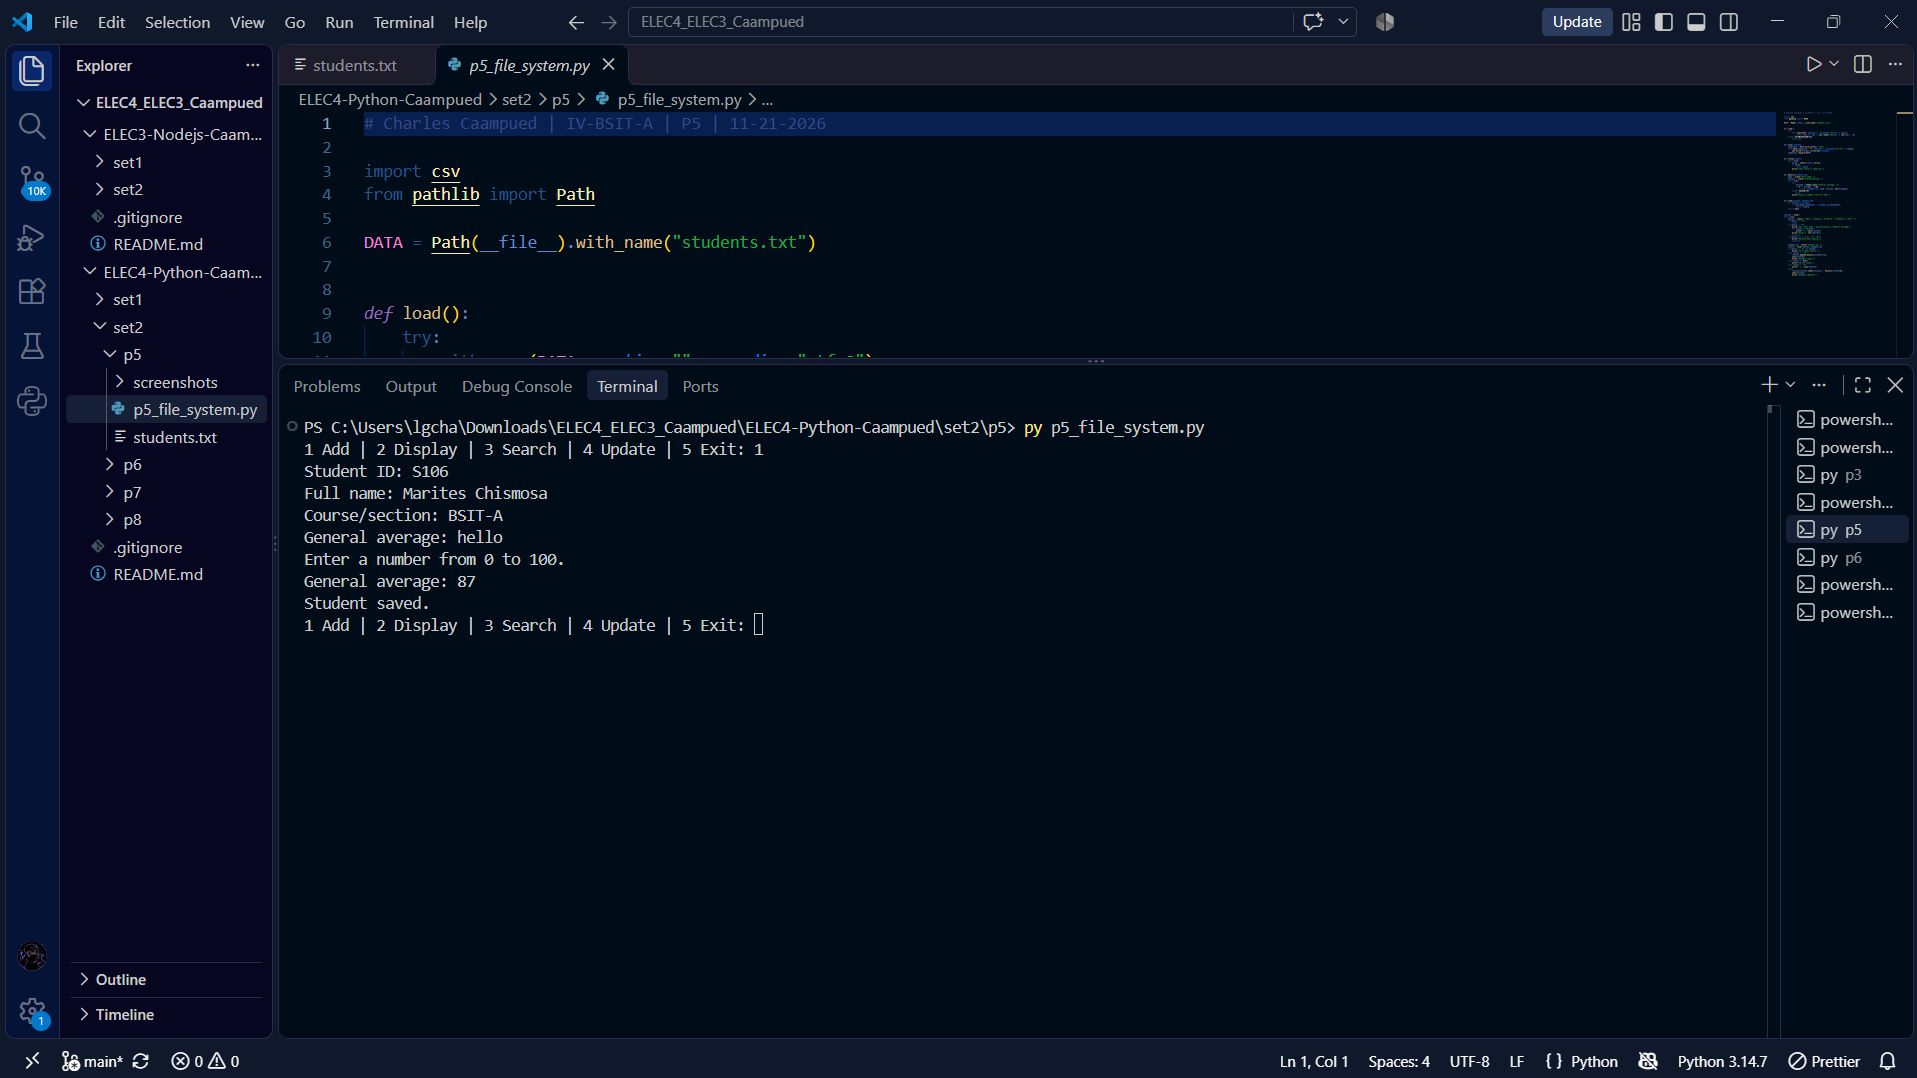 File Edit Selection View Go Run Terminal Help
ELEC4_ELEC3_Caampued
Update
Explorer
ELEC4_ELEC3_Caampued
ELEC3-Nodejs-Caam...
set1
set2
.gitignore
README.md
ELEC4-Python-Caam...
set1
set2
p5
screenshots
p5_file_system.py
students.txt
p6
p7
p8
.gitignore
README.md
Outline
Timeline
10K
1
students.txt
p5_file_system.py
ELEC4-Python-Caampued > set2 > p5 > p5_file_system.py > ...
1 # Charles Caampued | IV-BSIT-A | P5 | 11-21-2026
2
3 import csv
4 from pathlib import Path
5
6 DATA = Path(__file__).with_name("students.txt")
7
8
9 def load():
10 try:
Problems Output Debug Console Terminal Ports
PS C:\Users\lgcha\Downloads\ELEC4_ELEC3_Caampued\ELEC4-Python-Caampued\set2\p5> py p5_file_system.py
1 Add | 2 Display | 3 Search | 4 Update | 5 Exit: 1
Student ID: S106
Full name: Marites Chismosa
Course/section: BSIT-A
General average: hello
Enter a number from 0 to 100.
General average: 87
Student saved.
1 Add | 2 Display | 3 Search | 4 Update | 5 Exit:
powersh...
powersh...
py p3
powersh...
py p5
py p6
powersh...
powersh...
main* 0 0
Ln 1, Col 1 Spaces: 4 UTF-8 LF {} Python Python 3.14.7 Prettier